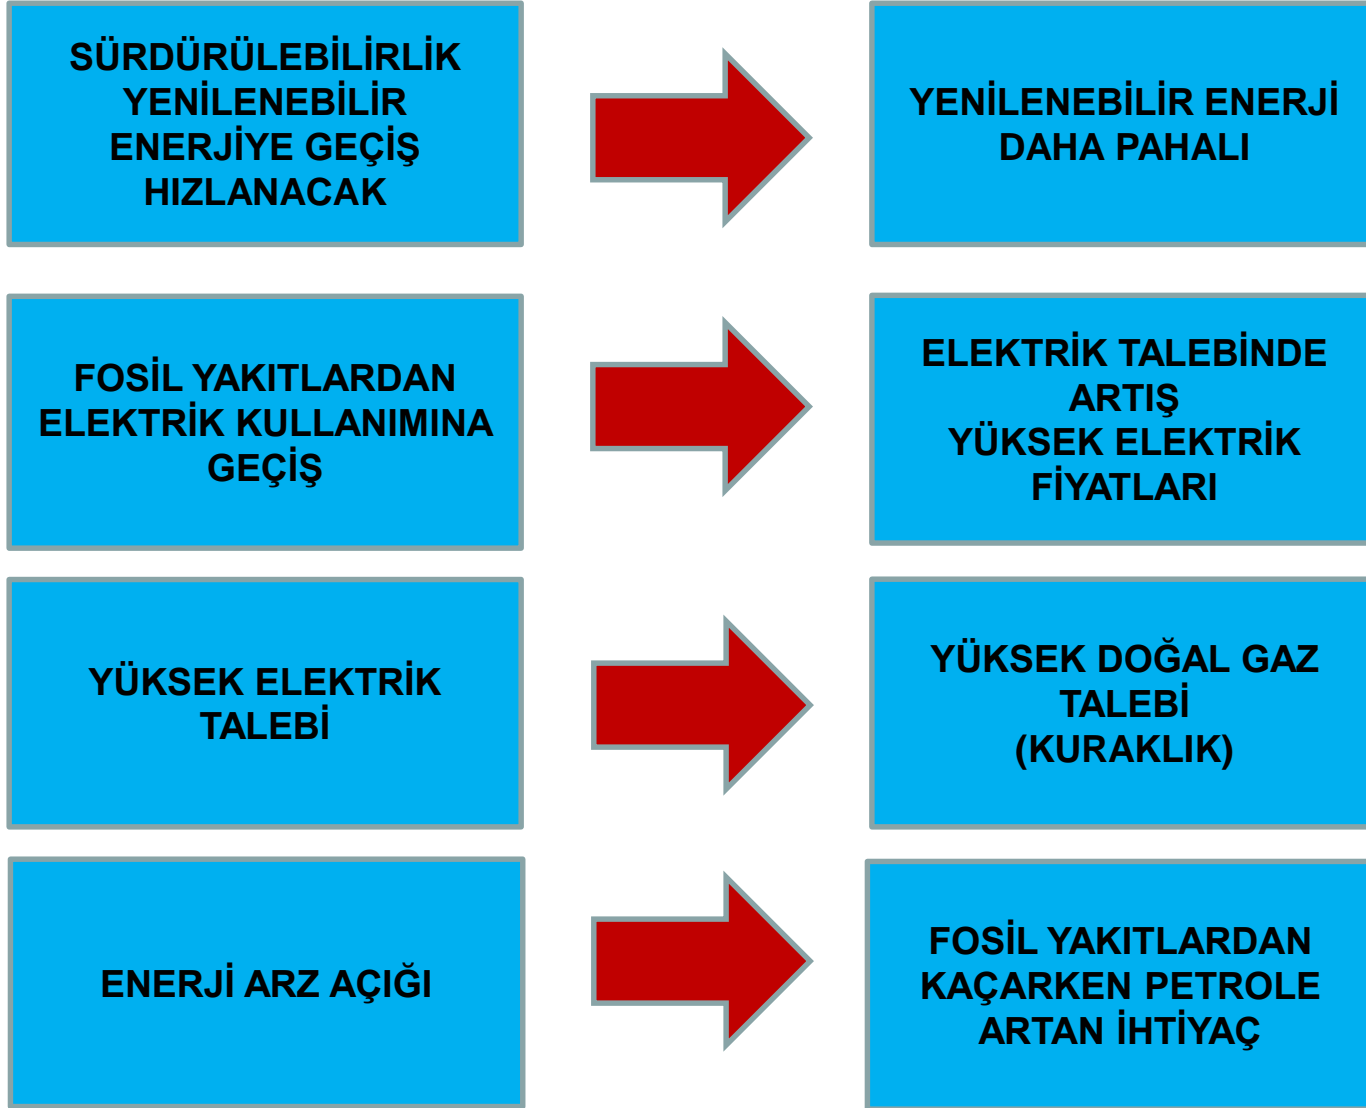 SÜRDÜRÜLEBİLİRLİK
YENİLENEBİLİR
ENERJİYE GEÇİŞ
HIZLANACAK
YENİLENEBİLİR ENERJİ
DAHA PAHALI
FOSİL YAKITLARDAN
ELEKTRİK KULLANIMINA
GEÇİŞ
ELEKTRİK TALEBİNDE
ARTIŞ
YÜKSEK ELEKTRİK
FİYATLARI
YÜKSEK ELEKTRİK
TALEBİ
YÜKSEK DOĞAL GAZ
TALEBİ
(KURAKLIK)
ENERJİ ARZ AÇIĞI
FOSİL YAKITLARDAN
KAÇARKEN PETROLE
ARTAN İHTİYAÇ